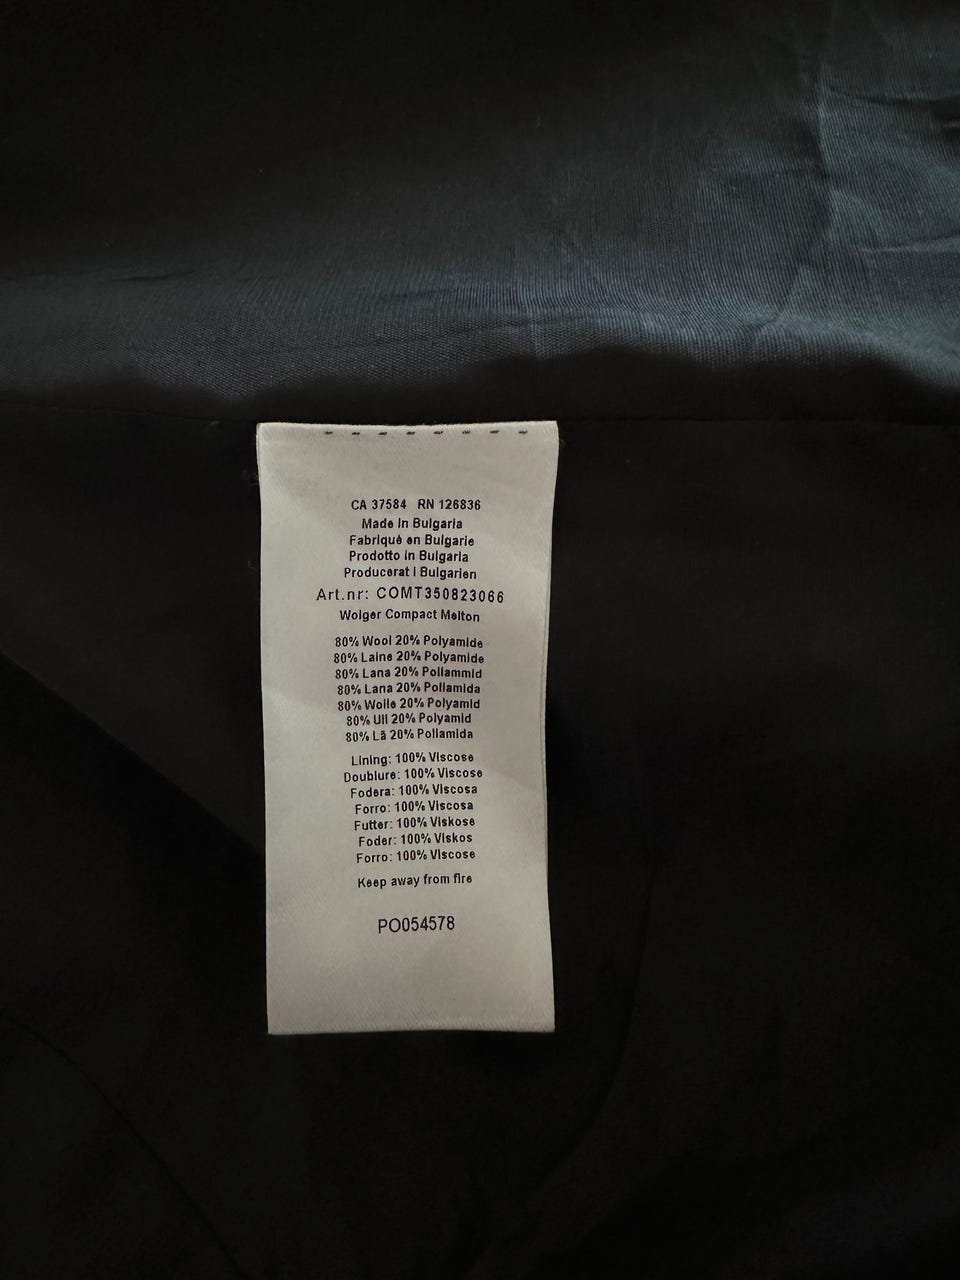 CA 37584 RN 126836
Made in Bulgaria
Fabriqué en Bulgarie
Prodotto in Bulgaria
Producerat i Bulgarien
Art.nr: COMT350823066
Wolger Compact Melton
80% Wool 20% Polyamide
80% Laine 20% Polyamide
80% Lana 20% Poliammid
80% Lana 20% Poliamida
80% Wolle 20% Polyamid
80% Ull 20% Polyamid
80% Lã 20% Poliamida
Lining: 100% Viscose
Doublure: 100% Viscose
Fodera: 100% Viscosa
Forro: 100% Viscosa
Futter: 100% Viskose
Foder: 100% Viskos
Forro: 100% Viscose
Keep away from fire
PO054578